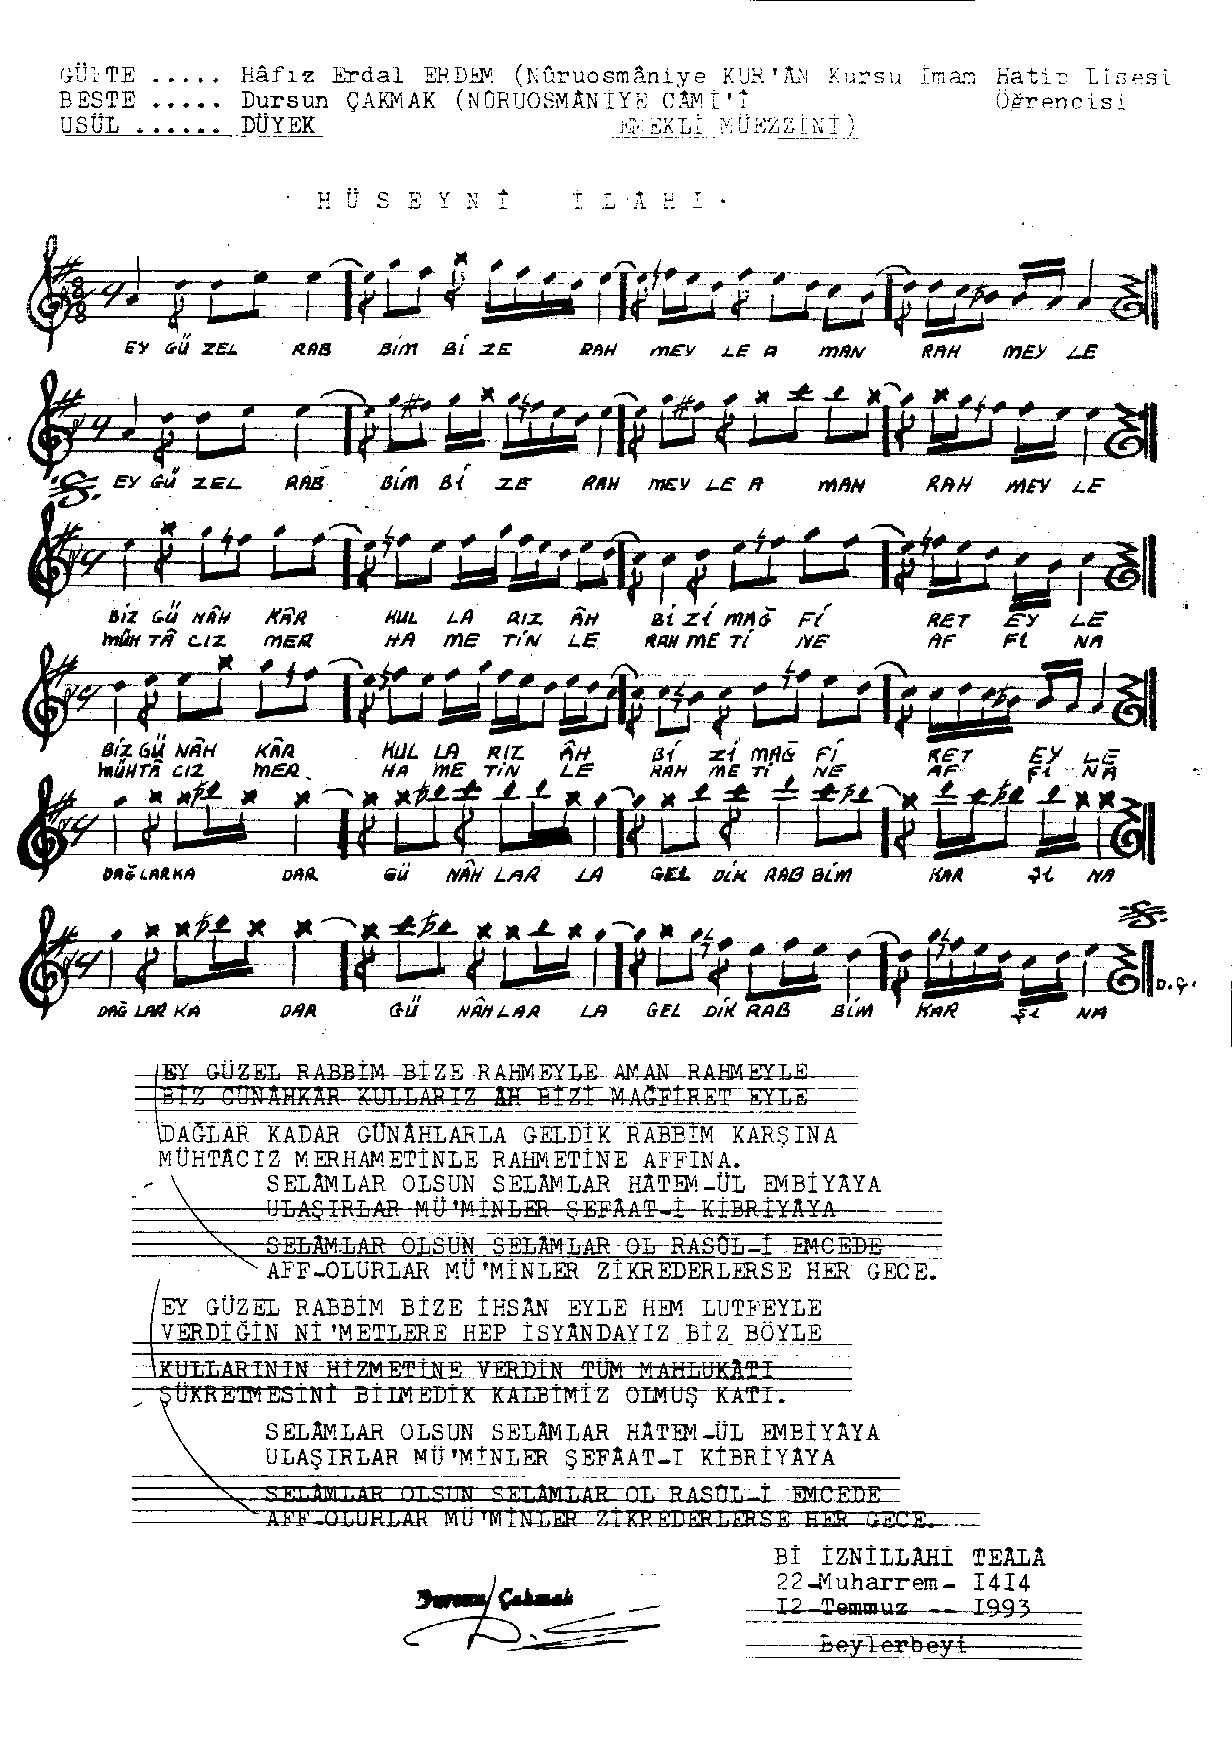 GÜFTE ..... Hâfız Erdal ERDEM (Nûruosmâniye KUR'ÂN Kursu İmam Hatip Lisesi
BESTE ..... Dursun ÇAKMAK (NÛRUOSMÂNİYE CÂMİ'Î Öğrencisi
USÛL ...... DÜYEK EMEKLİ MÜEZZİNİ)
HÜSEYNÎ İLÂHİ
EY GÜ ZEL RAB BİM Bİ ZE RAH MEY LE A MAN RAH MEY LE
EY GÜ ZEL RAB BİM Bİ ZE RAH MEY LE A MAN RAH MEY LE
BİZ GÜ NÂH KÂR KUL LA RIZ ÂH Bİ Zİ MAĞ Fİ RET EY LE
MÜH TÂ CIZ MER HA ME TİN LE RAH ME Tİ NE AF FI NA
BİZ GÜ NÂH KÂR KUL LA RIZ ÂH Bİ Zİ MAĞ Fİ RET EY LE
MÜH TÂ CIZ MER HA ME TİN LE RAH ME Tİ NE AF FI NA
DAĞ LAR KA DAR GÜ NÂH LAR LA GEL DİK RAB BİM KAR ŞI NA
DAĞ LAR KA DAR GÜ NÂH LAR LA GEL DİK RAB BİM KAR ŞI NA
D.Ç.
EY GÜZEL RABBİM BİZE RAHMEYLE AMAN RAHMEYLE
BİZ GÜNÂHKÂR KULLARIZ ÂH BİZİ MAĞFİRET EYLE
DAĞLAR KADAR GÜNÂHLARLA GELDİK RABBİM KARŞINA
MÜHTÂCIZ MERHAMETİNLE RAHMETİNE AFFINA.
SELÂMLAR OLSUN SELÂMLAR HÂTEM-ÜL EMBİYÂYA
ULAŞIRLAR MÜ'MİNLER ŞEFÂAT-İ KİBRİYÂYA
SELÂMLAR OLSUN SELÂMLAR OL RASÛL-İ EMCEDE
AFF-OLURLAR MÜ'MİNLER ZİKREDERLERSE HER GECE.
EY GÜZEL RABBİM BİZE İHSÂN EYLE HEM LUTFEYLE
VERDİĞİN Nİ'METLERE HEP İSYÂNDAYIZ BİZ BÖYLE
KULLARININ HİZMETİNE VERDİN TÜM MAHLUKÂTI
ŞÜKRETMESİNİ BİLMEDİK KALBİMİZ OLMUŞ KATI.
SELÂMLAR OLSUN SELÂMLAR HÂTEM-ÜL EMBİYÂYA
ULAŞIRLAR MÜ'MİNLER ŞEFÂAT-I KİBRİYÂYA
SELÂMLAR OLSUN SELÂMLAR OL RASÛL-İ EMCEDE
AFF-OLURLAR MÜ'MİNLER ZİKREDERLERSE HER GECE.
Bİ İZNİLLÂHİ TEÂLÂ
22-Muharrem- I4I4
Dursun Çakmak
I2-Temmuz -- I993
Beylerbeyi